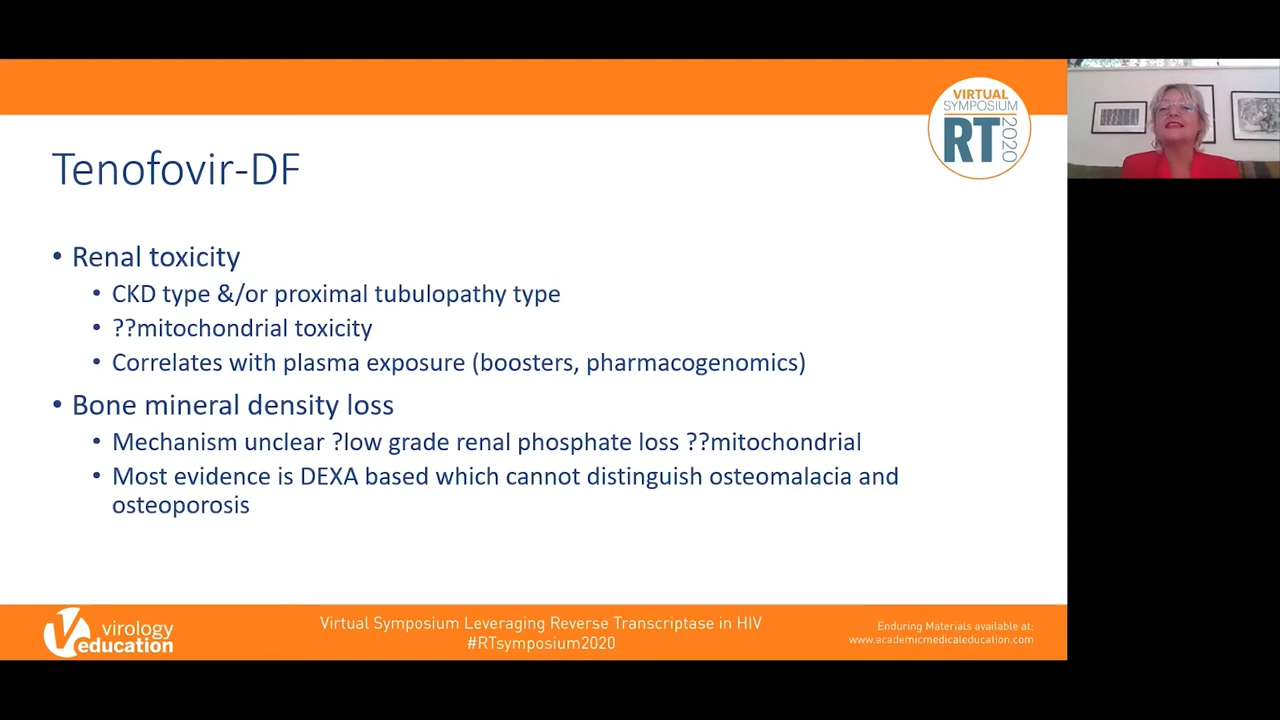 VIRTUAL
SYMPOSIUM
RT
2020
Tenofovir-DF
• Renal toxicity
• CKD type &/or proximal tubulopathy type
• ??mitochondrial toxicity
• Correlates with plasma exposure (boosters, pharmacogenomics)
• Bone mineral density loss
• Mechanism unclear ?low grade renal phosphate loss ??mitochondrial
• Most evidence is DEXA based which cannot distinguish osteomalacia and
osteoporosis
virology
education
Virtual Symposium Leveraging Reverse Transcriptase in HIV
#RTsymposium2020
Enduring Materials available at:
www.academicmedicaleducation.com